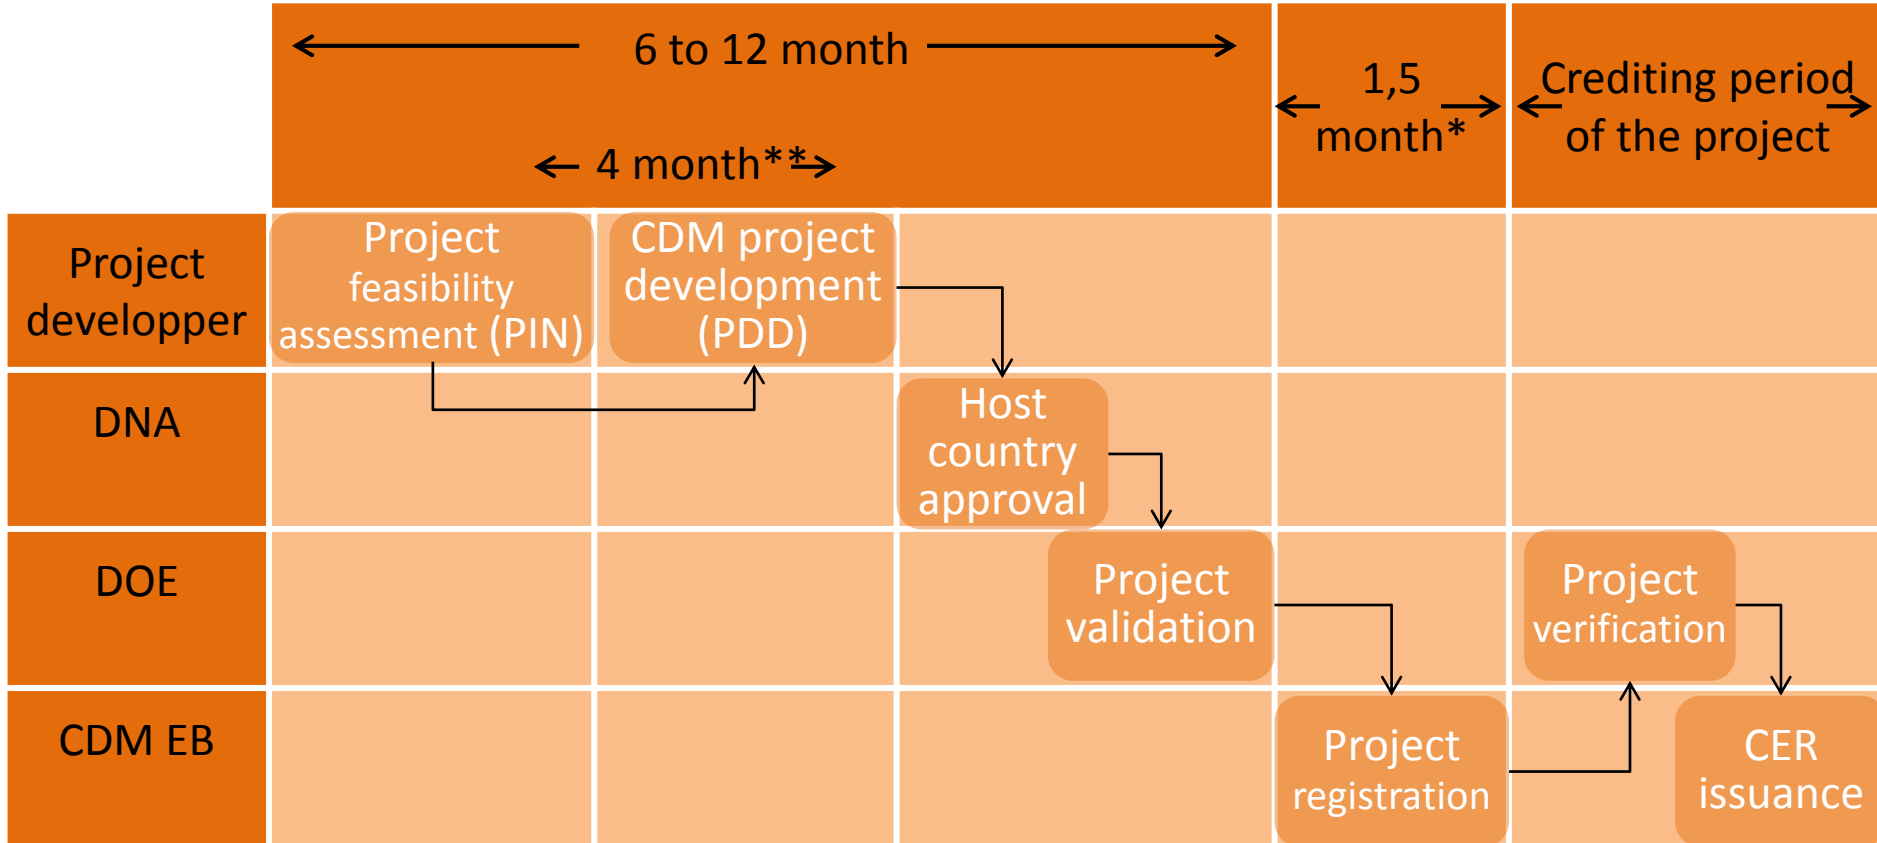 6 to 12 month
4 month**
1,5
month*
Crediting period
of the project
Project
developper
Project
feasibility
assessment (PIN)
CDM project
development
(PDD)
DNA
Host
country
approval
DOE
Project
validation
Project
verification
CDM EB
Project
registration
CER
issuance